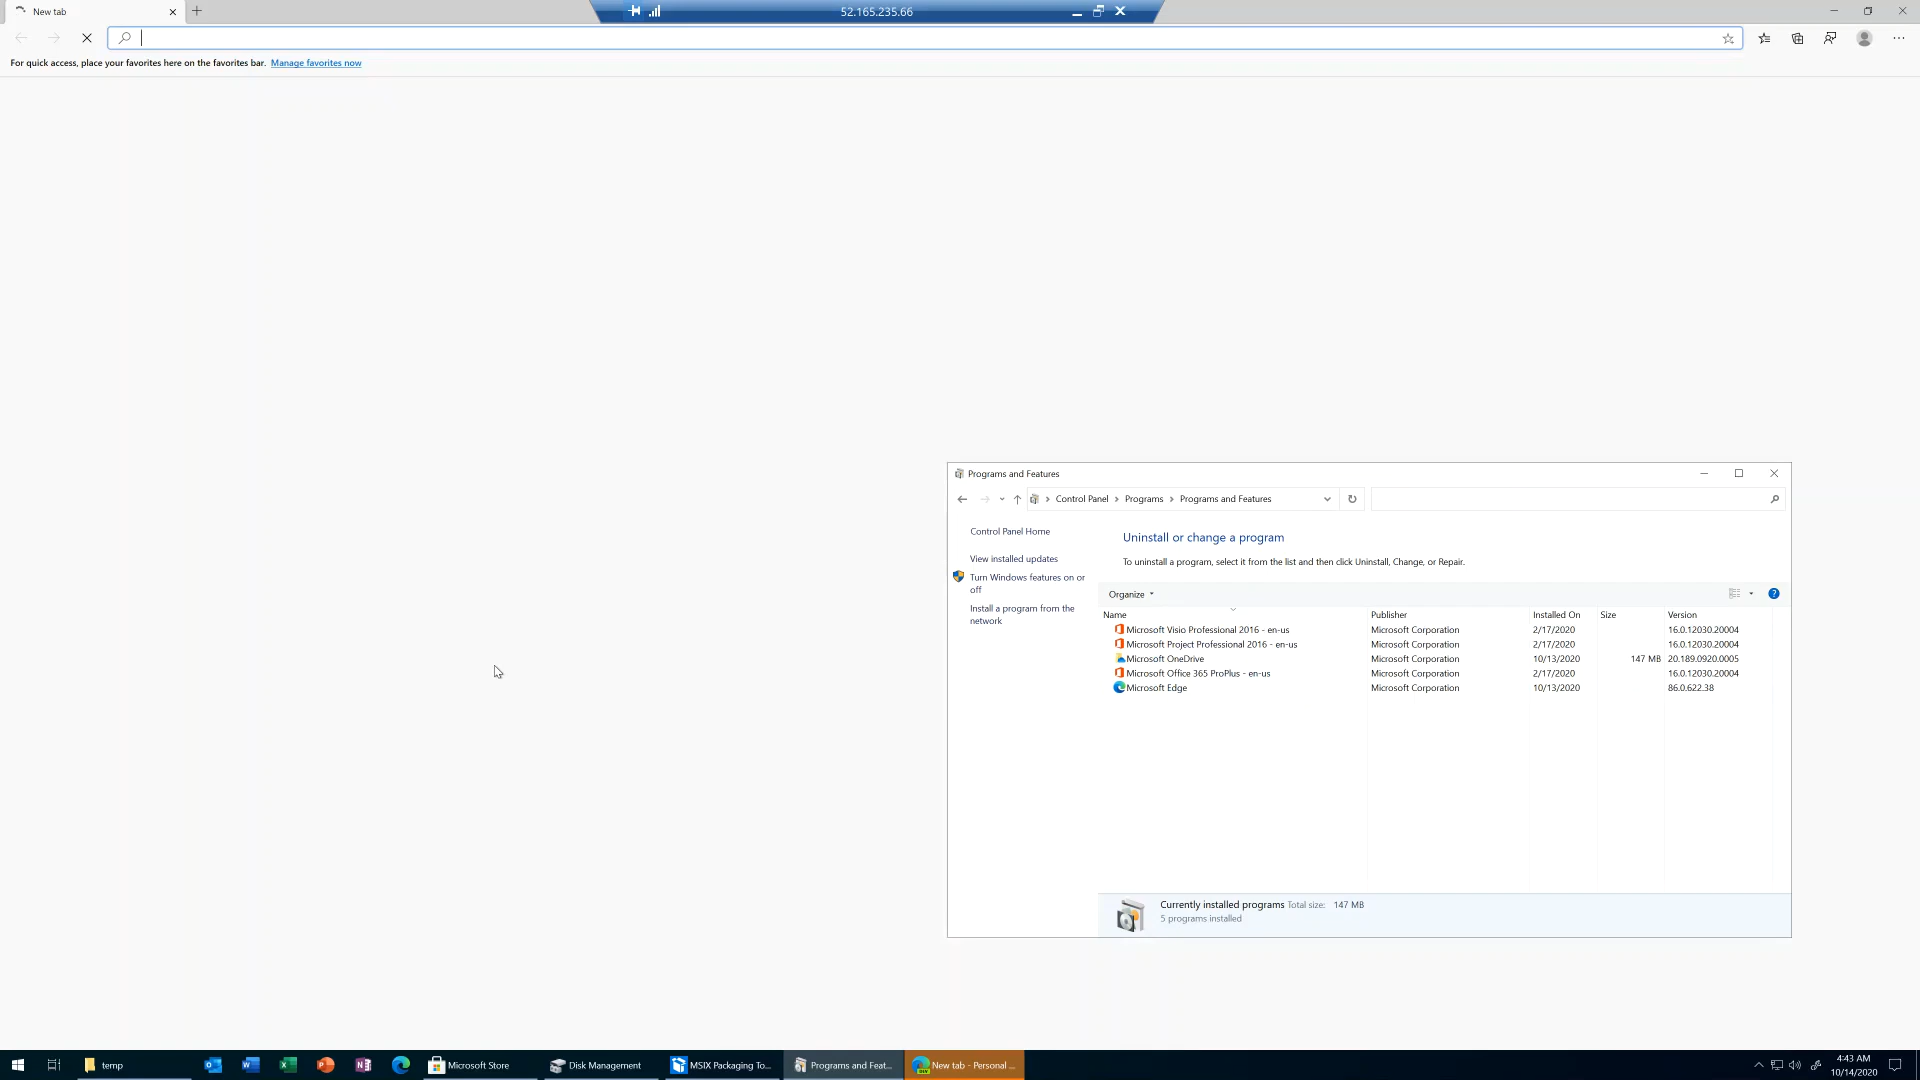 New tab
52.165.235.66
For quick access, place your favorites here on the favorites bar. Manage favorites now
Programs and Features
Control Panel > Programs > Programs and Features
Control Panel Home
View installed updates
Turn Windows features on or
off
Install a program from the
network
Uninstall or change a program
To uninstall a program, select it from the list and then click Uninstall, Change, or Repair.
Organize
Name Publisher Installed On Size Version
Microsoft Visio Professional 2016 - en-us Microsoft Corporation 2/17/2020 16.0.12030.20004
Microsoft Project Professional 2016 - en-us Microsoft Corporation 2/17/2020 16.0.12030.20004
Microsoft OneDrive Microsoft Corporation 10/13/2020 147 MB 20.189.0920.0005
Microsoft Office 365 ProPlus - en-us Microsoft Corporation 2/17/2020 16.0.12030.20004
Microsoft Edge Microsoft Corporation 10/13/2020 86.0.622.38
Currently installed programs Total size: 147 MB
5 programs installed
temp
Microsoft Store
Disk Management
MSIX Packaging To...
Programs and Feat...
New tab - Personal ...
4:43 AM
10/14/2020